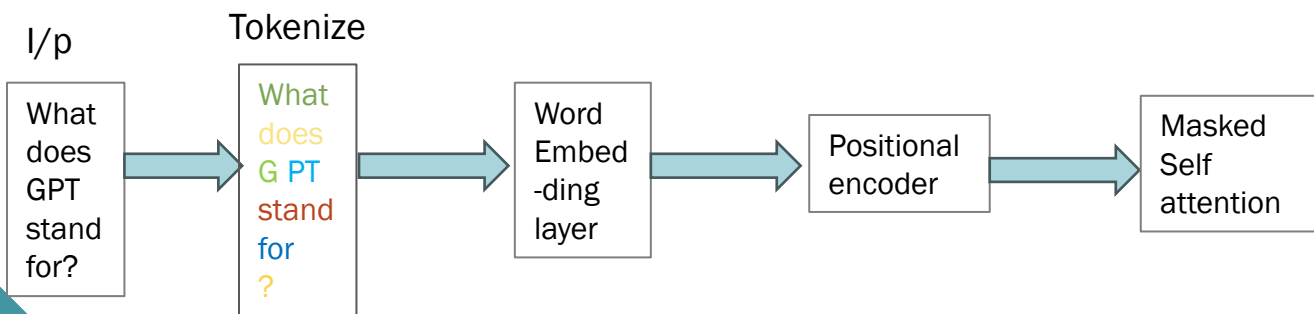 I/p
Tokenize
What
does
GPT
stand
for?
What
does
G PT
stand
for
?
Word
Embed
-ding
layer
Positional
encoder
Masked
Self
attention